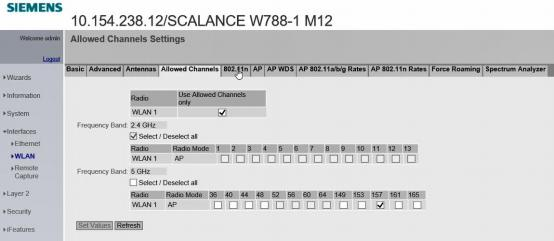 SIEMENS
10.154.238.12/SCALANCE W788-1 M12
Welcome admin
Allowed Channels Settings
Logout
Basic Advanced Antennas Allowed Channels 802.11n AP AP WDS AP 802.11a/b/g Rates AP 802.11n Rates Force Roaming Spectrum Analyzer
Wizards
Information
System
Interfaces
Ethernet
WLAN
Remote Capture
Layer 2
Security
iFeatures
Radio Use Allowed Channels only
WLAN 1
Frequency Band: 2.4 GHz
Select / Deselect all
Radio Radio Mode 1 2 3 4 5 6 7 8 9 10 11 12 13
WLAN 1 AP
Frequency Band: 5 GHz
Select / Deselect all
Radio Radio Mode 36 40 44 48 52 56 60 64 149 153 157 161 165
WLAN 1 AP
Set Values Refresh